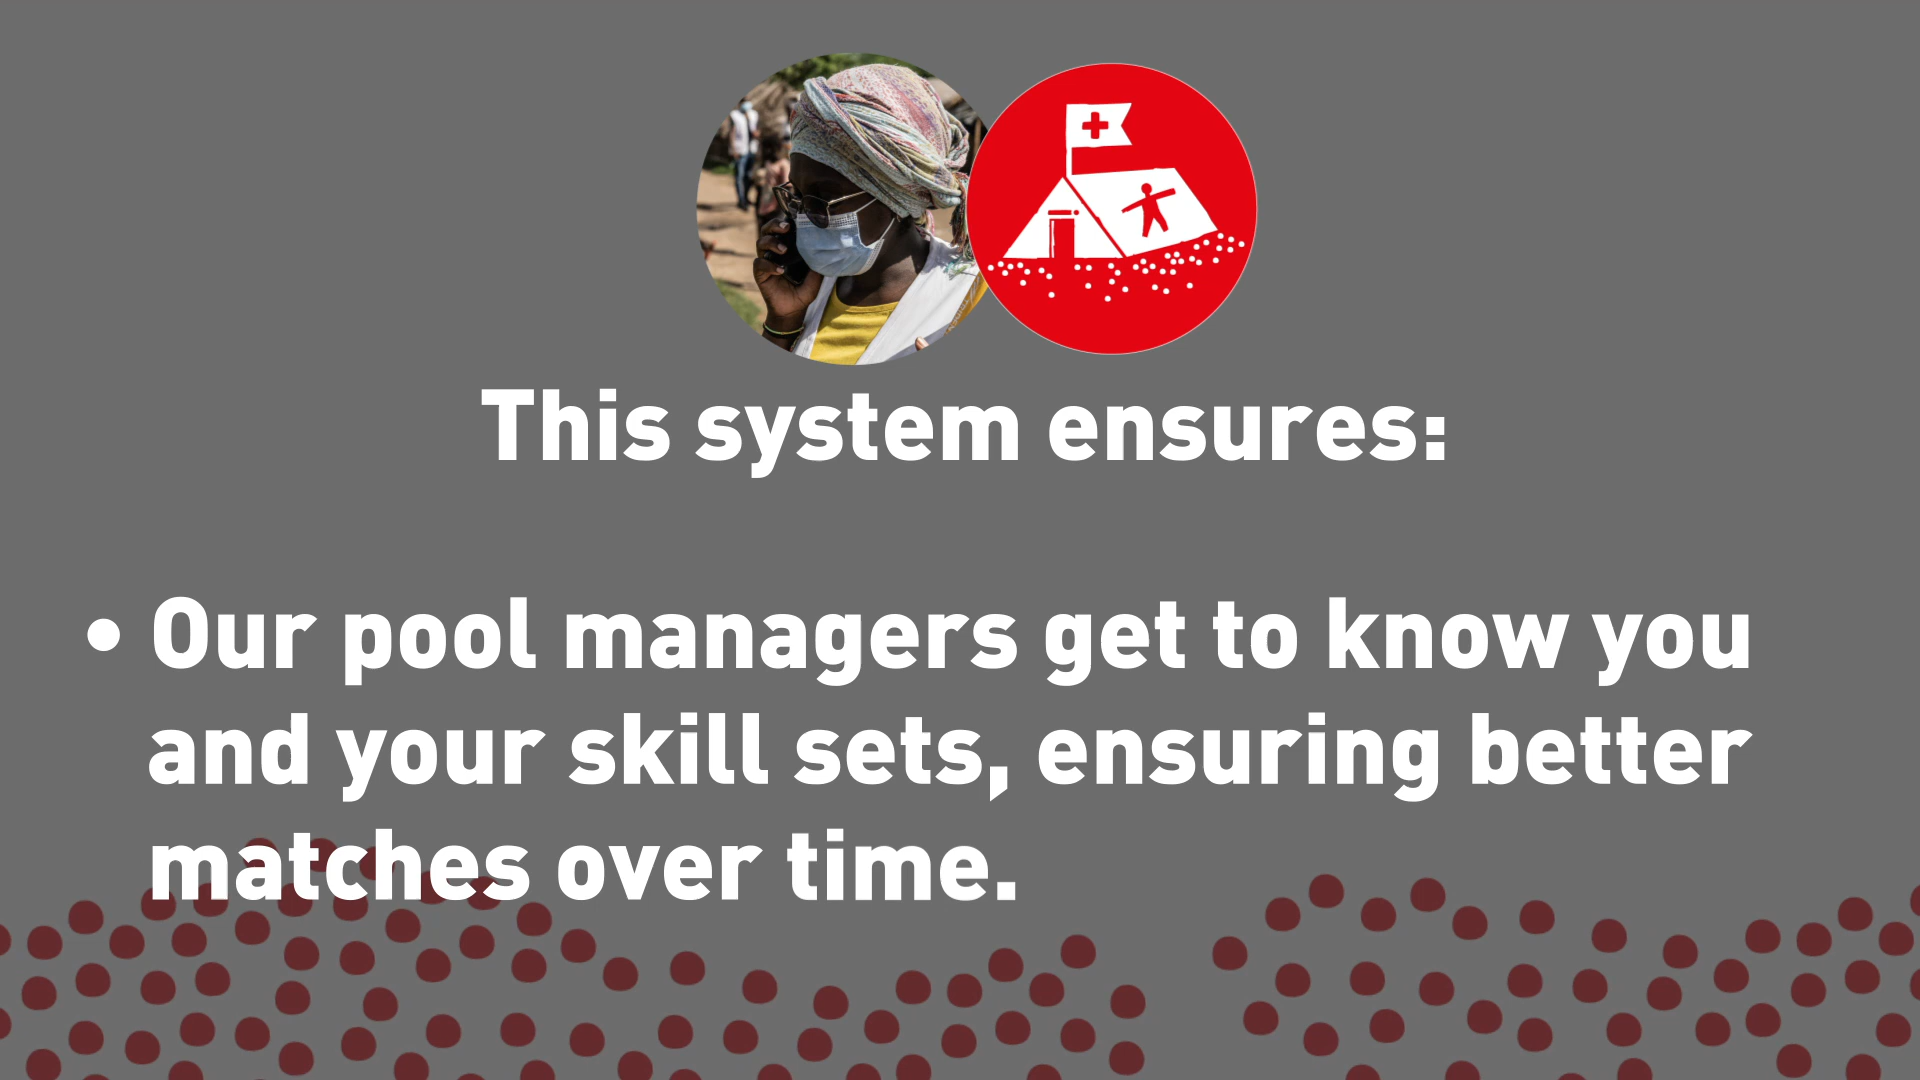 This system ensures:
• Our pool managers get to know you
and your skill sets, ensuring better
matches over time.